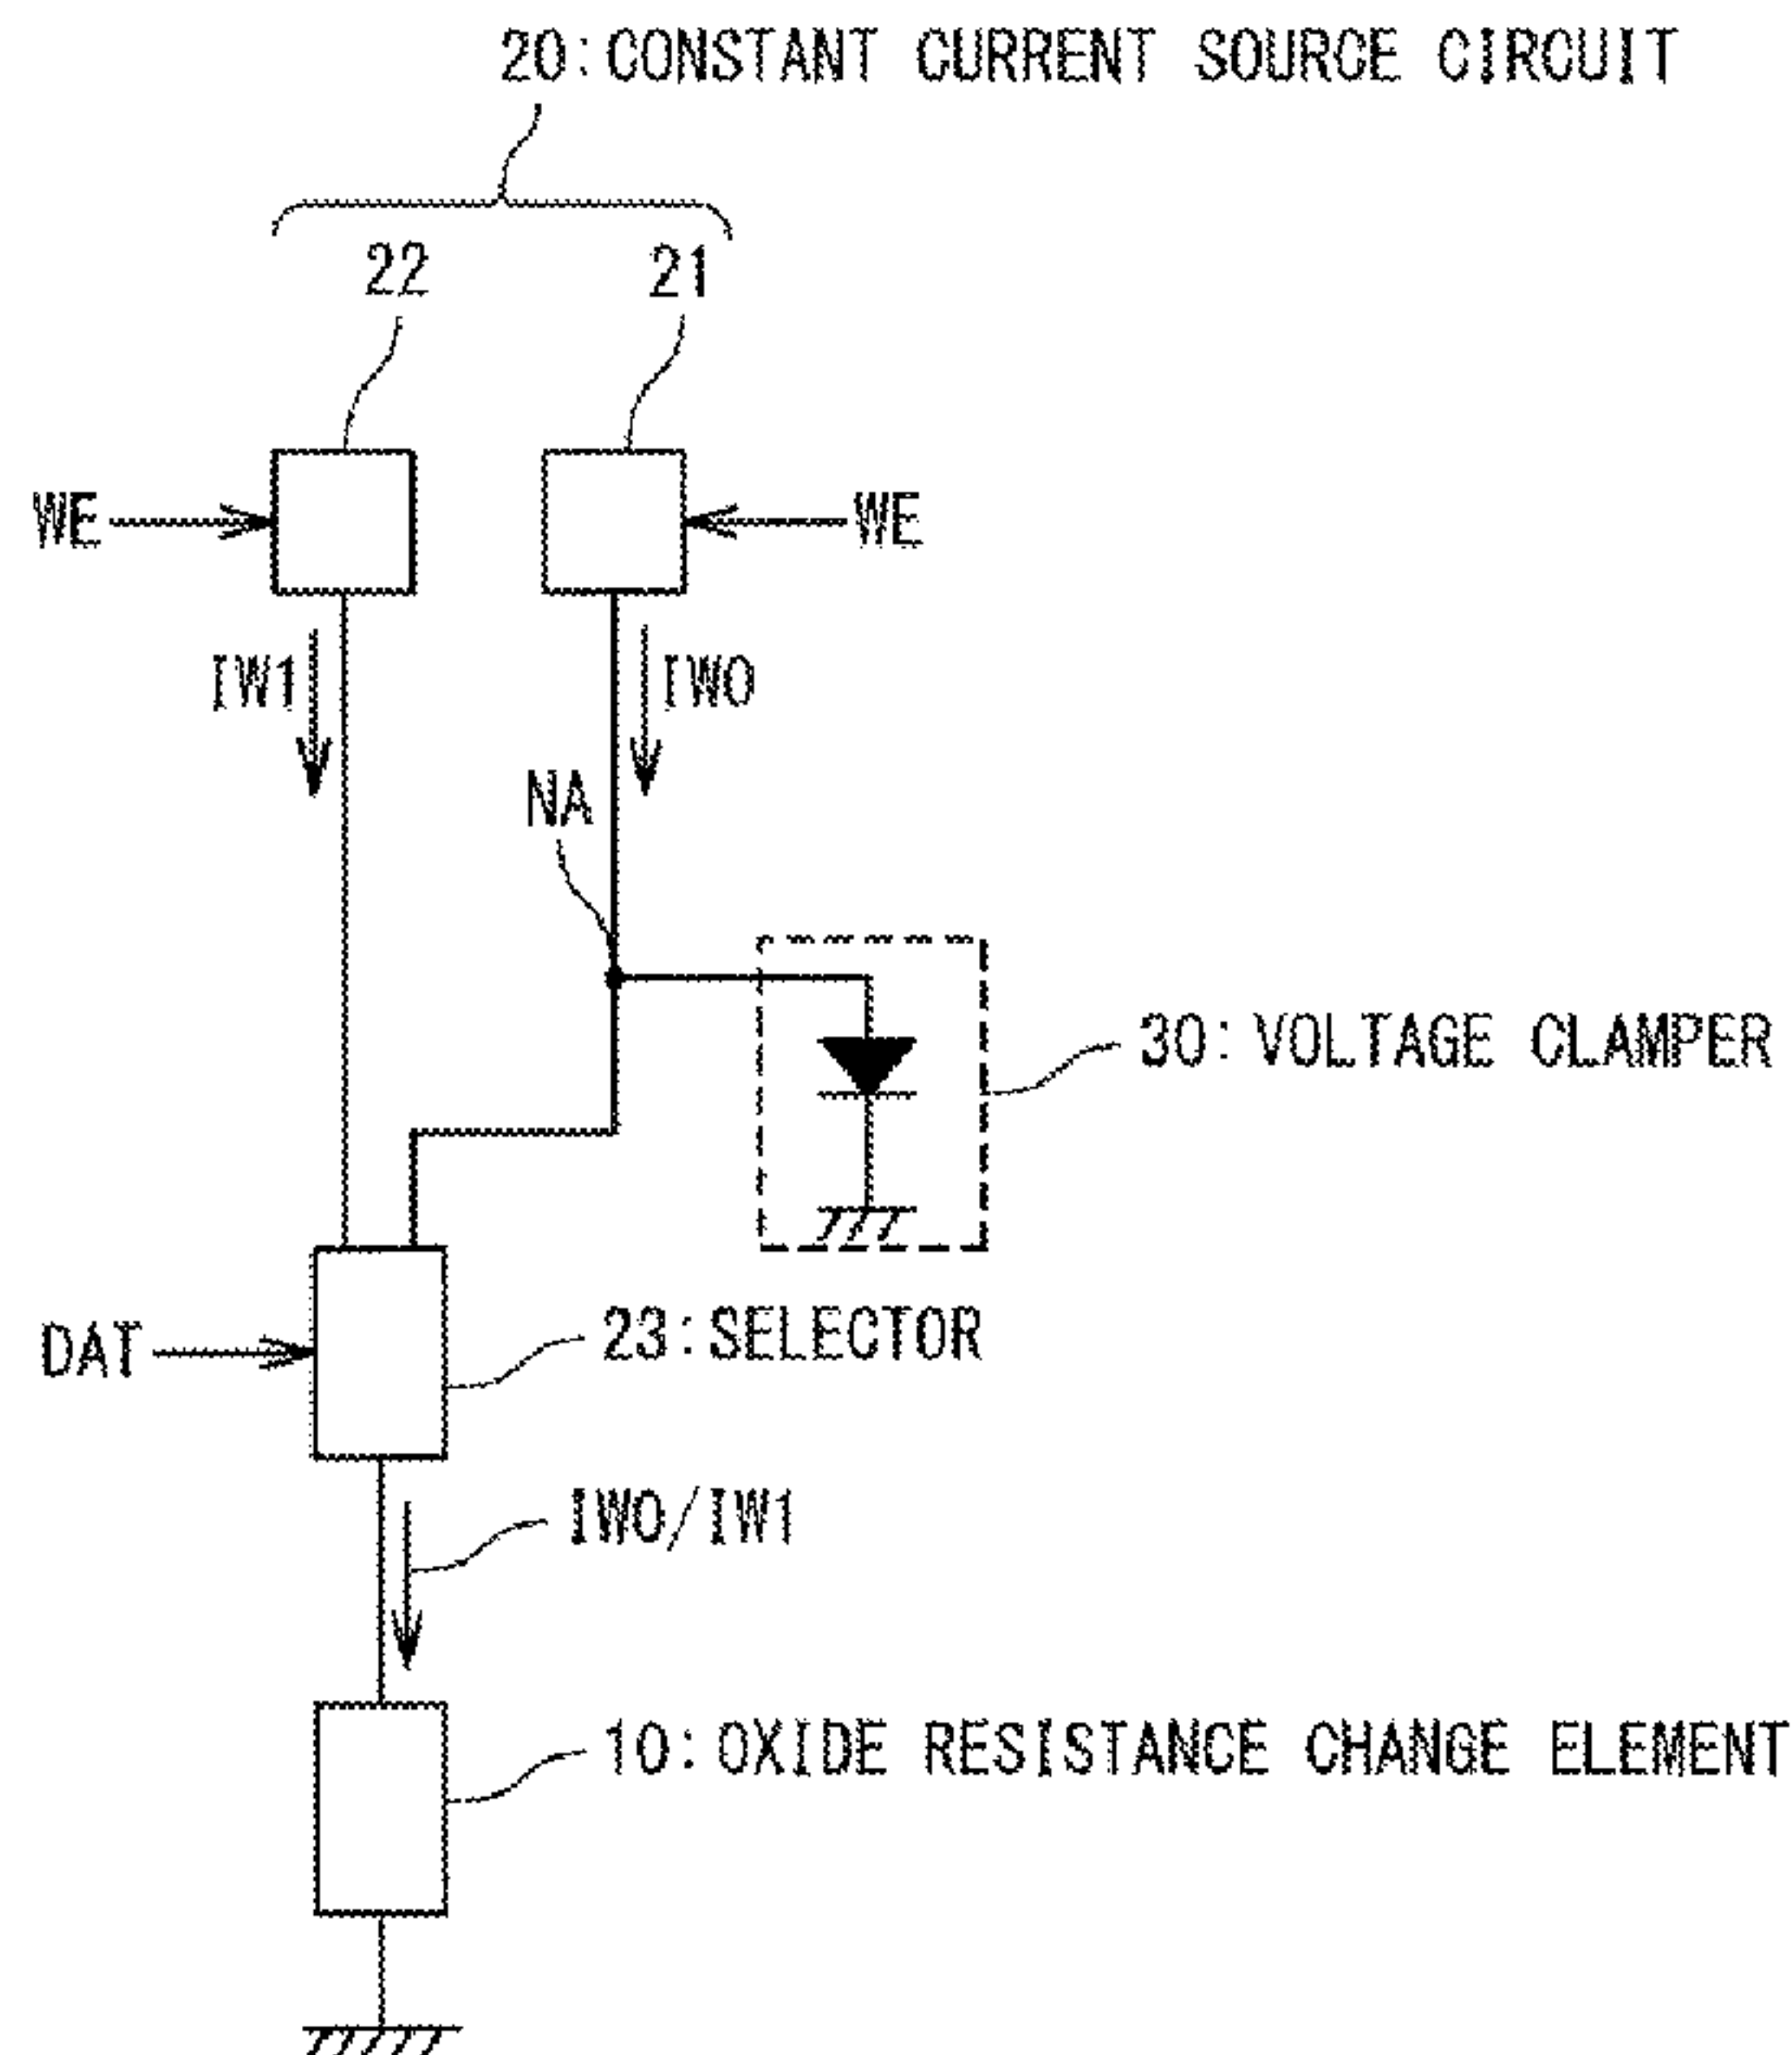 20:CONSTANT CURRENT SOURCE CIRCUIT
22
21
WE
WE
IW1
IW0
NA
30:VOLTAGE CLAMPER
23:SELECTOR
DAT
IW0/IW1
10:OXIDE RESISTANCE CHANGE ELEMENT